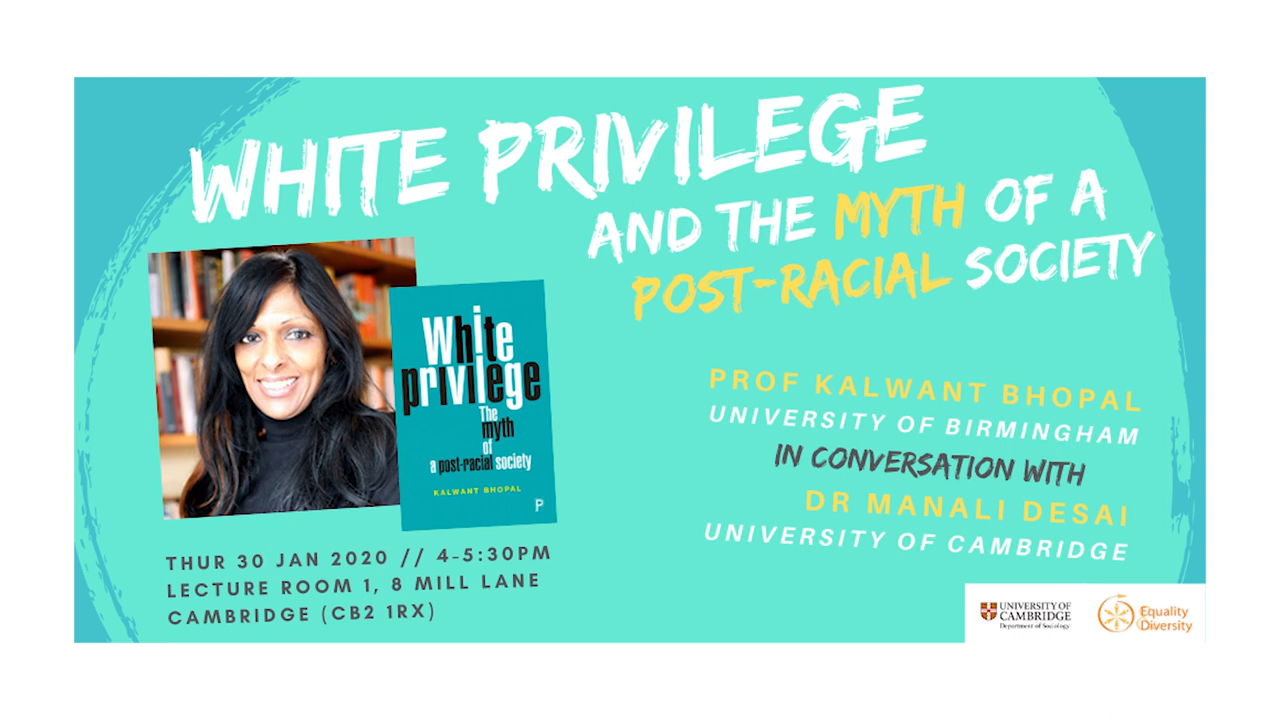 WHITE PRIVILEGE
AND THE MYTH OF A
POST-RACIAL SOCIETY
White
privilege
The
myth
of
a post-racial society
KALWANT BHOPAL
P
PROF KALWANT BHOPAL
UNIVERSITY OF BIRMINGHAM
IN CONVERSATION WITH
DR MANALI DESAI
UNIVERSITY OF CAMBRIDGE
THUR 30 JAN 2020 // 4-5:30PM
LECTURE ROOM 1, 8 MILL LANE
CAMBRIDGE (CB2 1RX)
UNIVERSITY OF
CAMBRIDGE
Department of Sociology
Equality
Diversity